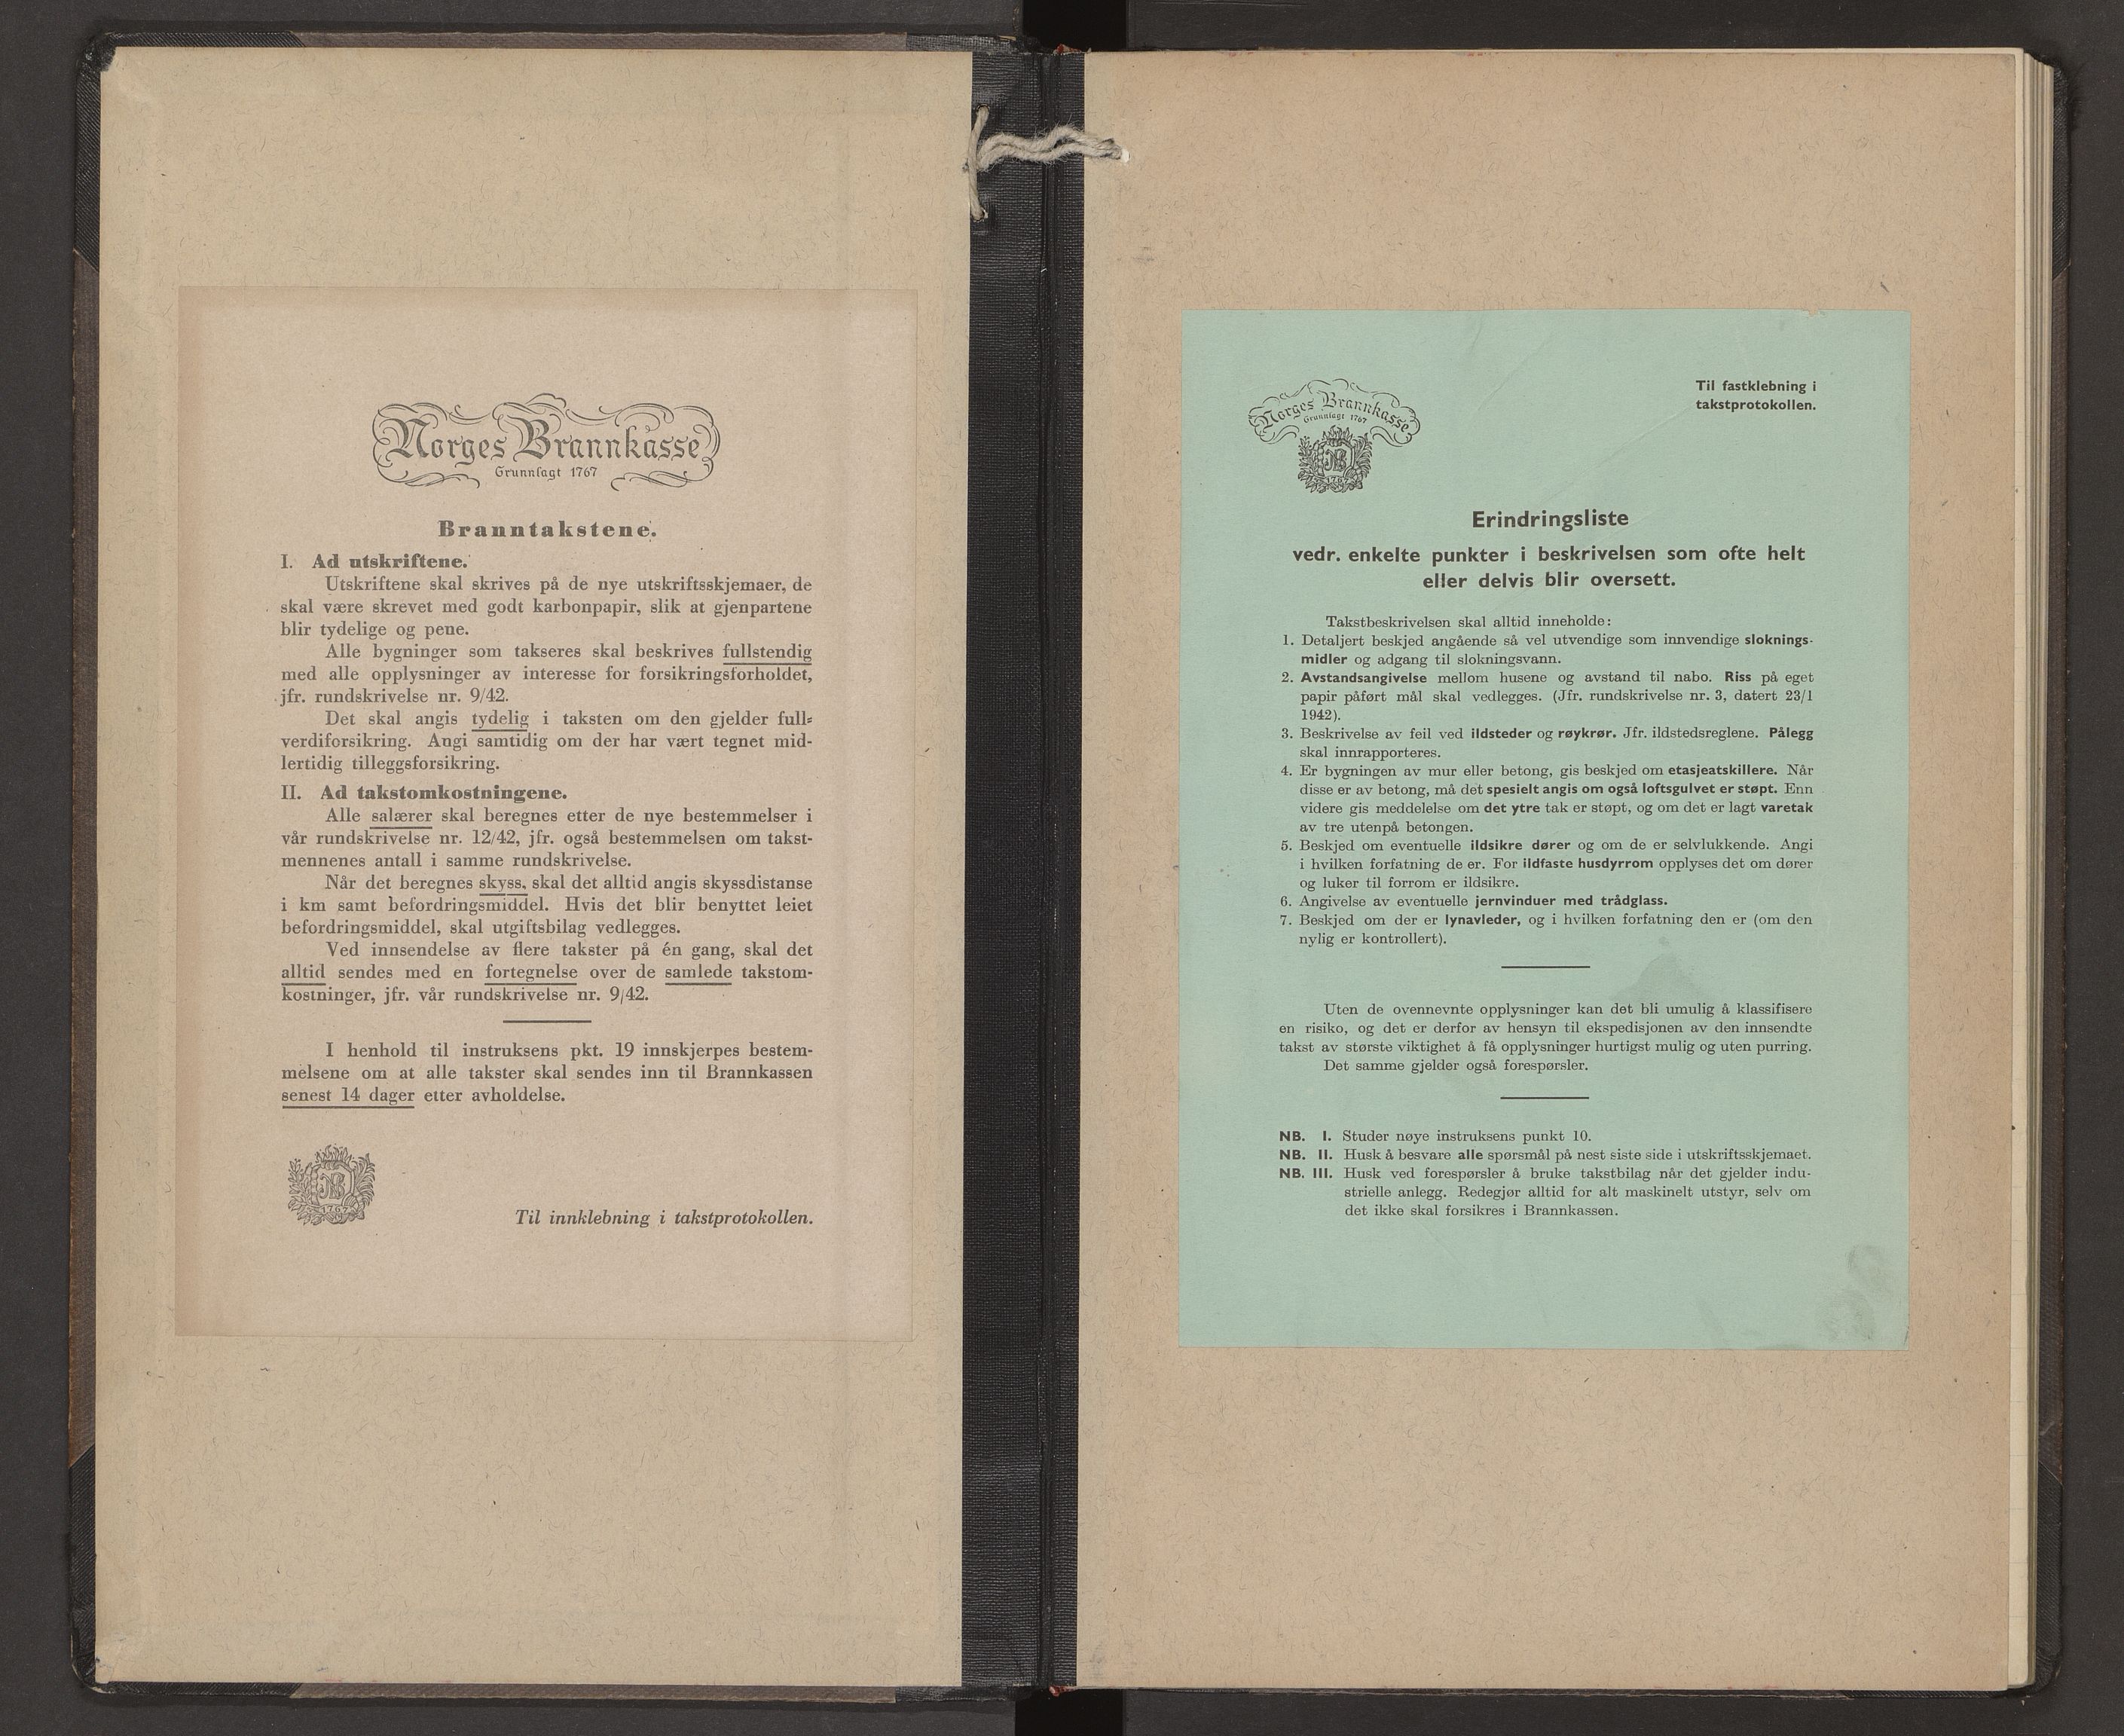 Norges Brannkasse
Grunnlagt 1767
Branntakstene.
I. Ad utskriftene.
Utskriftene skal skrives på de nye utskriftsskjemaer, de
skal være skrevet med godt karbonpapir, slik at gjenpartene
blir tydelige og pene.
Alle bygninger som takseres skal beskrives fullstendig
med alle opplysninger av interesse for forsikringsforholdet,
jfr. rundskrivelse nr. 9/42.
Det skal angis tydelig i taksten om den gjelder full-
verdiforsikring. Angi samtidig om der har vært tegnet mid-
lertidig tilleggsforsikring.
II. Ad takstomkostningene.
Alle salærer skal beregnes etter de nye bestemmelser i
vår rundskrivelse nr. 12/42, jfr. også bestemmelsen om takst-
mennenes antall i samme rundskrivelse.
Når det beregnes skyss, skal det alltid angis skyssdistanse
i km samt befordringsmiddel. Hvis det blir benyttet leiet
befordringsmiddel, skal utgiftsbilag vedlegges.
Ved innsendelse av flere takster på én gang, skal det
alltid sendes med en fortegnelse over de samlede takstom-
kostninger, jfr. vår rundskrivelse nr. 9/42.
I henhold til instruksens pkt. 19 innskjerpes bestem-
melsene om at alle takster skal sendes inn til Brannkassen
senest 14 dager etter avholdelse.
NB
1767
Til innklebning i takstprotokollen.
Norges Brannkasse
Grunnlagt 1767
NB
1767
Til fastklebning i
takstprotokollen.
Erindringsliste
vedr. enkelte punkter i beskrivelsen som ofte helt
eller delvis blir oversett.
Takstbeskrivelsen skal alltid inneholde:
1. Detaljert beskjed angående så vel utvendige som innvendige sloknings-
midler og adgang til slokningsvann.
2. Avstandsangivelse mellom husene og avstand til nabo. Riss på eget
papir påført mål skal vedlegges. (Jfr. rundskrivelse nr. 3, datert 23/1
1942).
3. Beskrivelse av feil ved ildsteder og røykrør. Jfr. ildstedsreglene. Pålegg
skal innrapporteres.
4. Er bygningen av mur eller betong, gis beskjed om etasjeatskillere. Når
disse er av betong, må det spesielt angis om også loftsgulvet er støpt. Enn
videre gis meddelelse om det ytre tak er støpt, og om det er lagt varetak
av tre utenpå betongen.
5. Beskjed om eventuelle ildsikre dører og om de er selvlukkende. Angi
i hvilken forfatning de er. For ildfaste husdyrrom opplyses det om dører
og luker til forrom er ildsikre.
6. Angivelse av eventuelle jernvinduer med trådglass.
7. Beskjed om der er lynavleder, og i hvilken forfatning den er (om den
nylig er kontrollert).
Uten de ovennevnte opplysninger kan det bli umulig å klassifisere
en risiko, og det er derfor av hensyn til ekspedisjonen av den innsendte
takst av største viktighet å få opplysninger hurtigst mulig og uten purring.
Det samme gjelder også forespørsler.
NB. I. Studer nøye instruksens punkt 10.
NB. II. Husk å besvare alle spørsmål på nest siste side i utskriftsskjemaet.
NB. III. Husk ved forespørsler å bruke takstbilag når det gjelder indu-
strielle anlegg. Redegjør alltid for alt maskinelt utstyr, selv om
det ikke skal forsikres i Brannkassen.